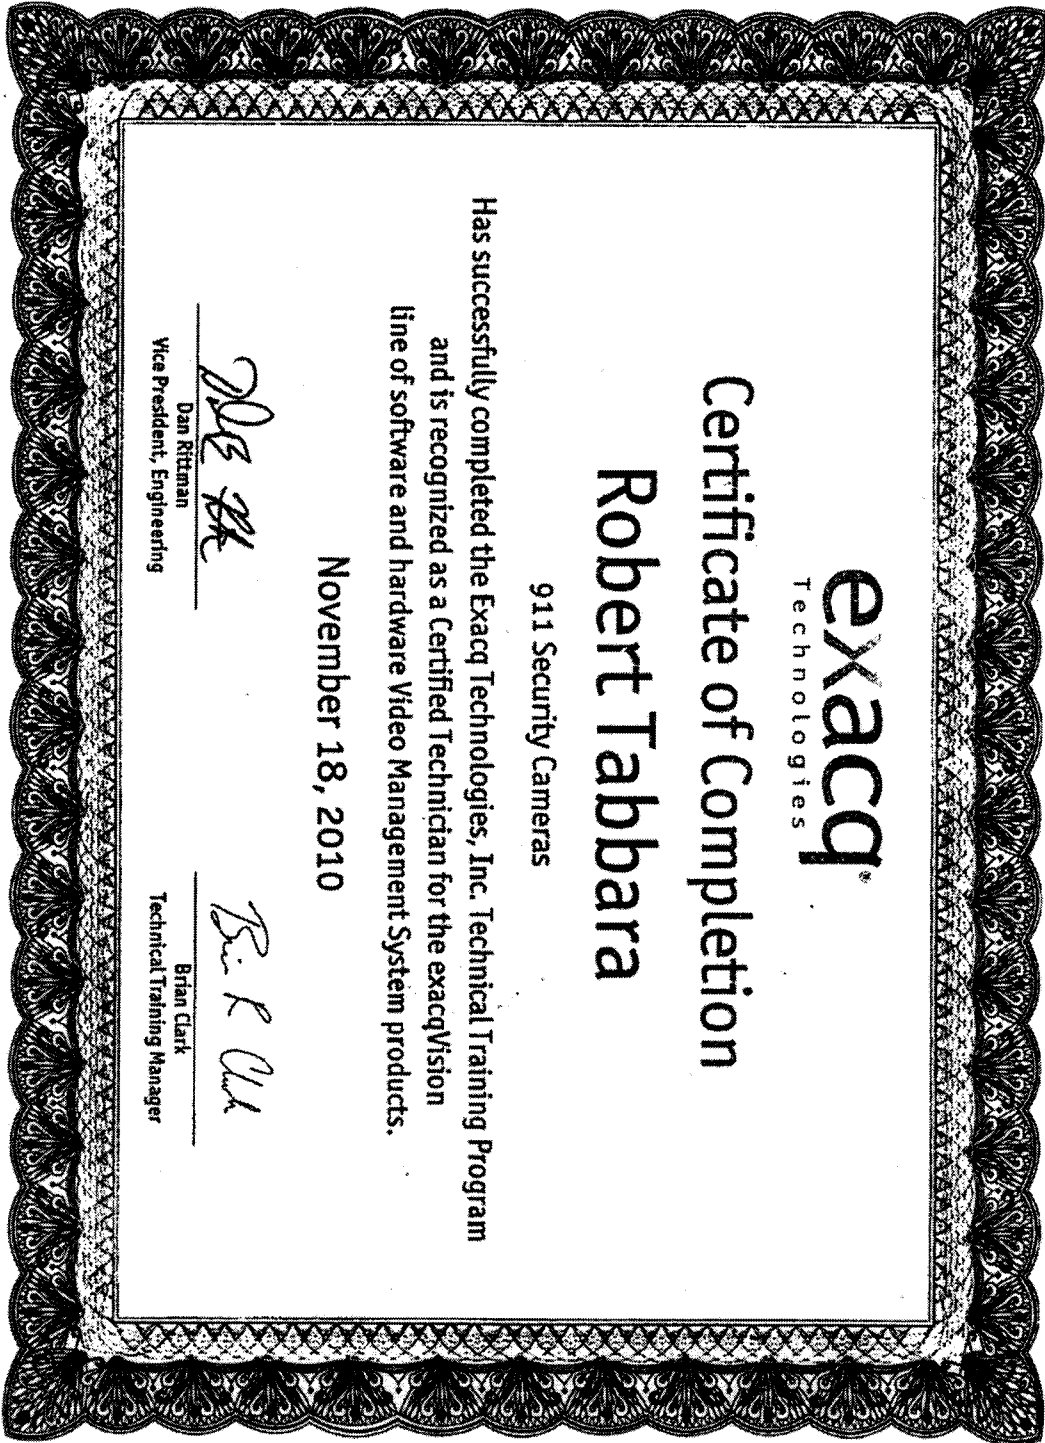 exacq
Technologies
Certificate of Completion
Robert Tabbara
911 Security Cameras
Has successfully completed the Exacq Technologies, Inc. Technical Training Program
and is recognized as a Certified Technician for the exacqVision
line of software and hardware Video Management System products.
November 18, 2010
Dan Rittman
Vice President, Engineering
Brian R Clark
Brian Clark
Technical Training Manager